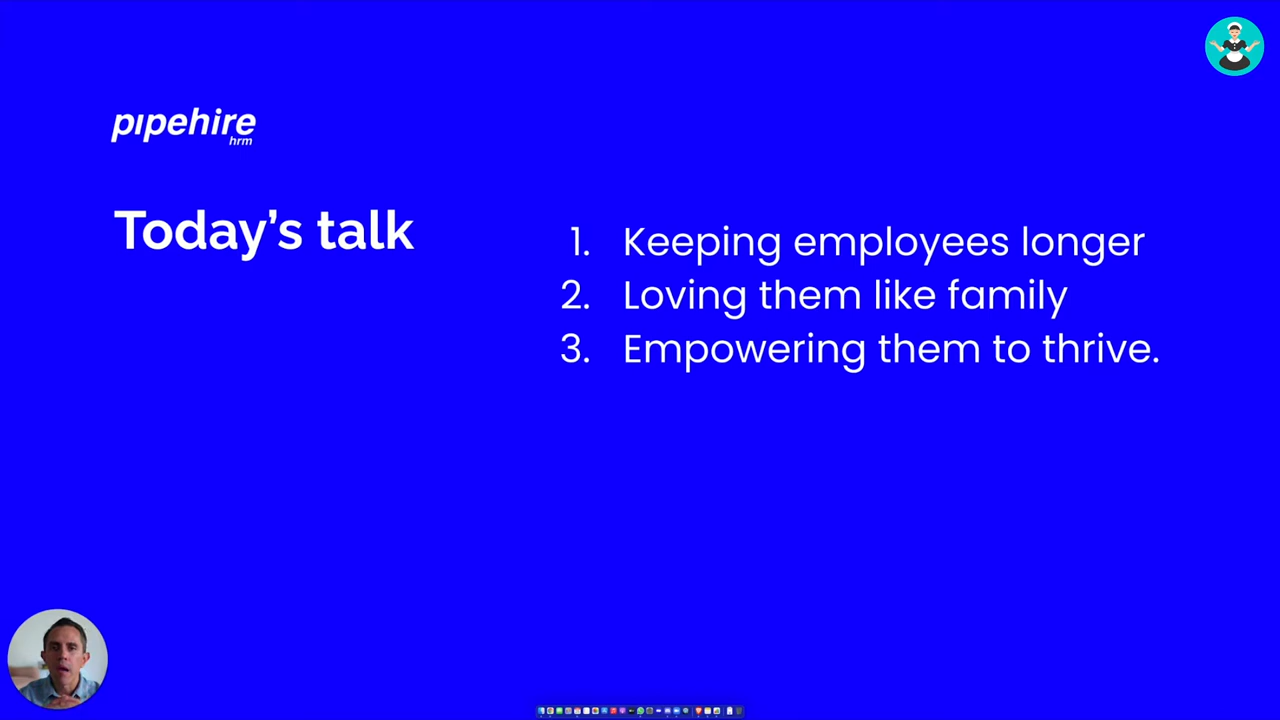 pipehire
hrm
Today's talk
1. Keeping employees longer
2. Loving them like family
3. Empowering them to thrive.